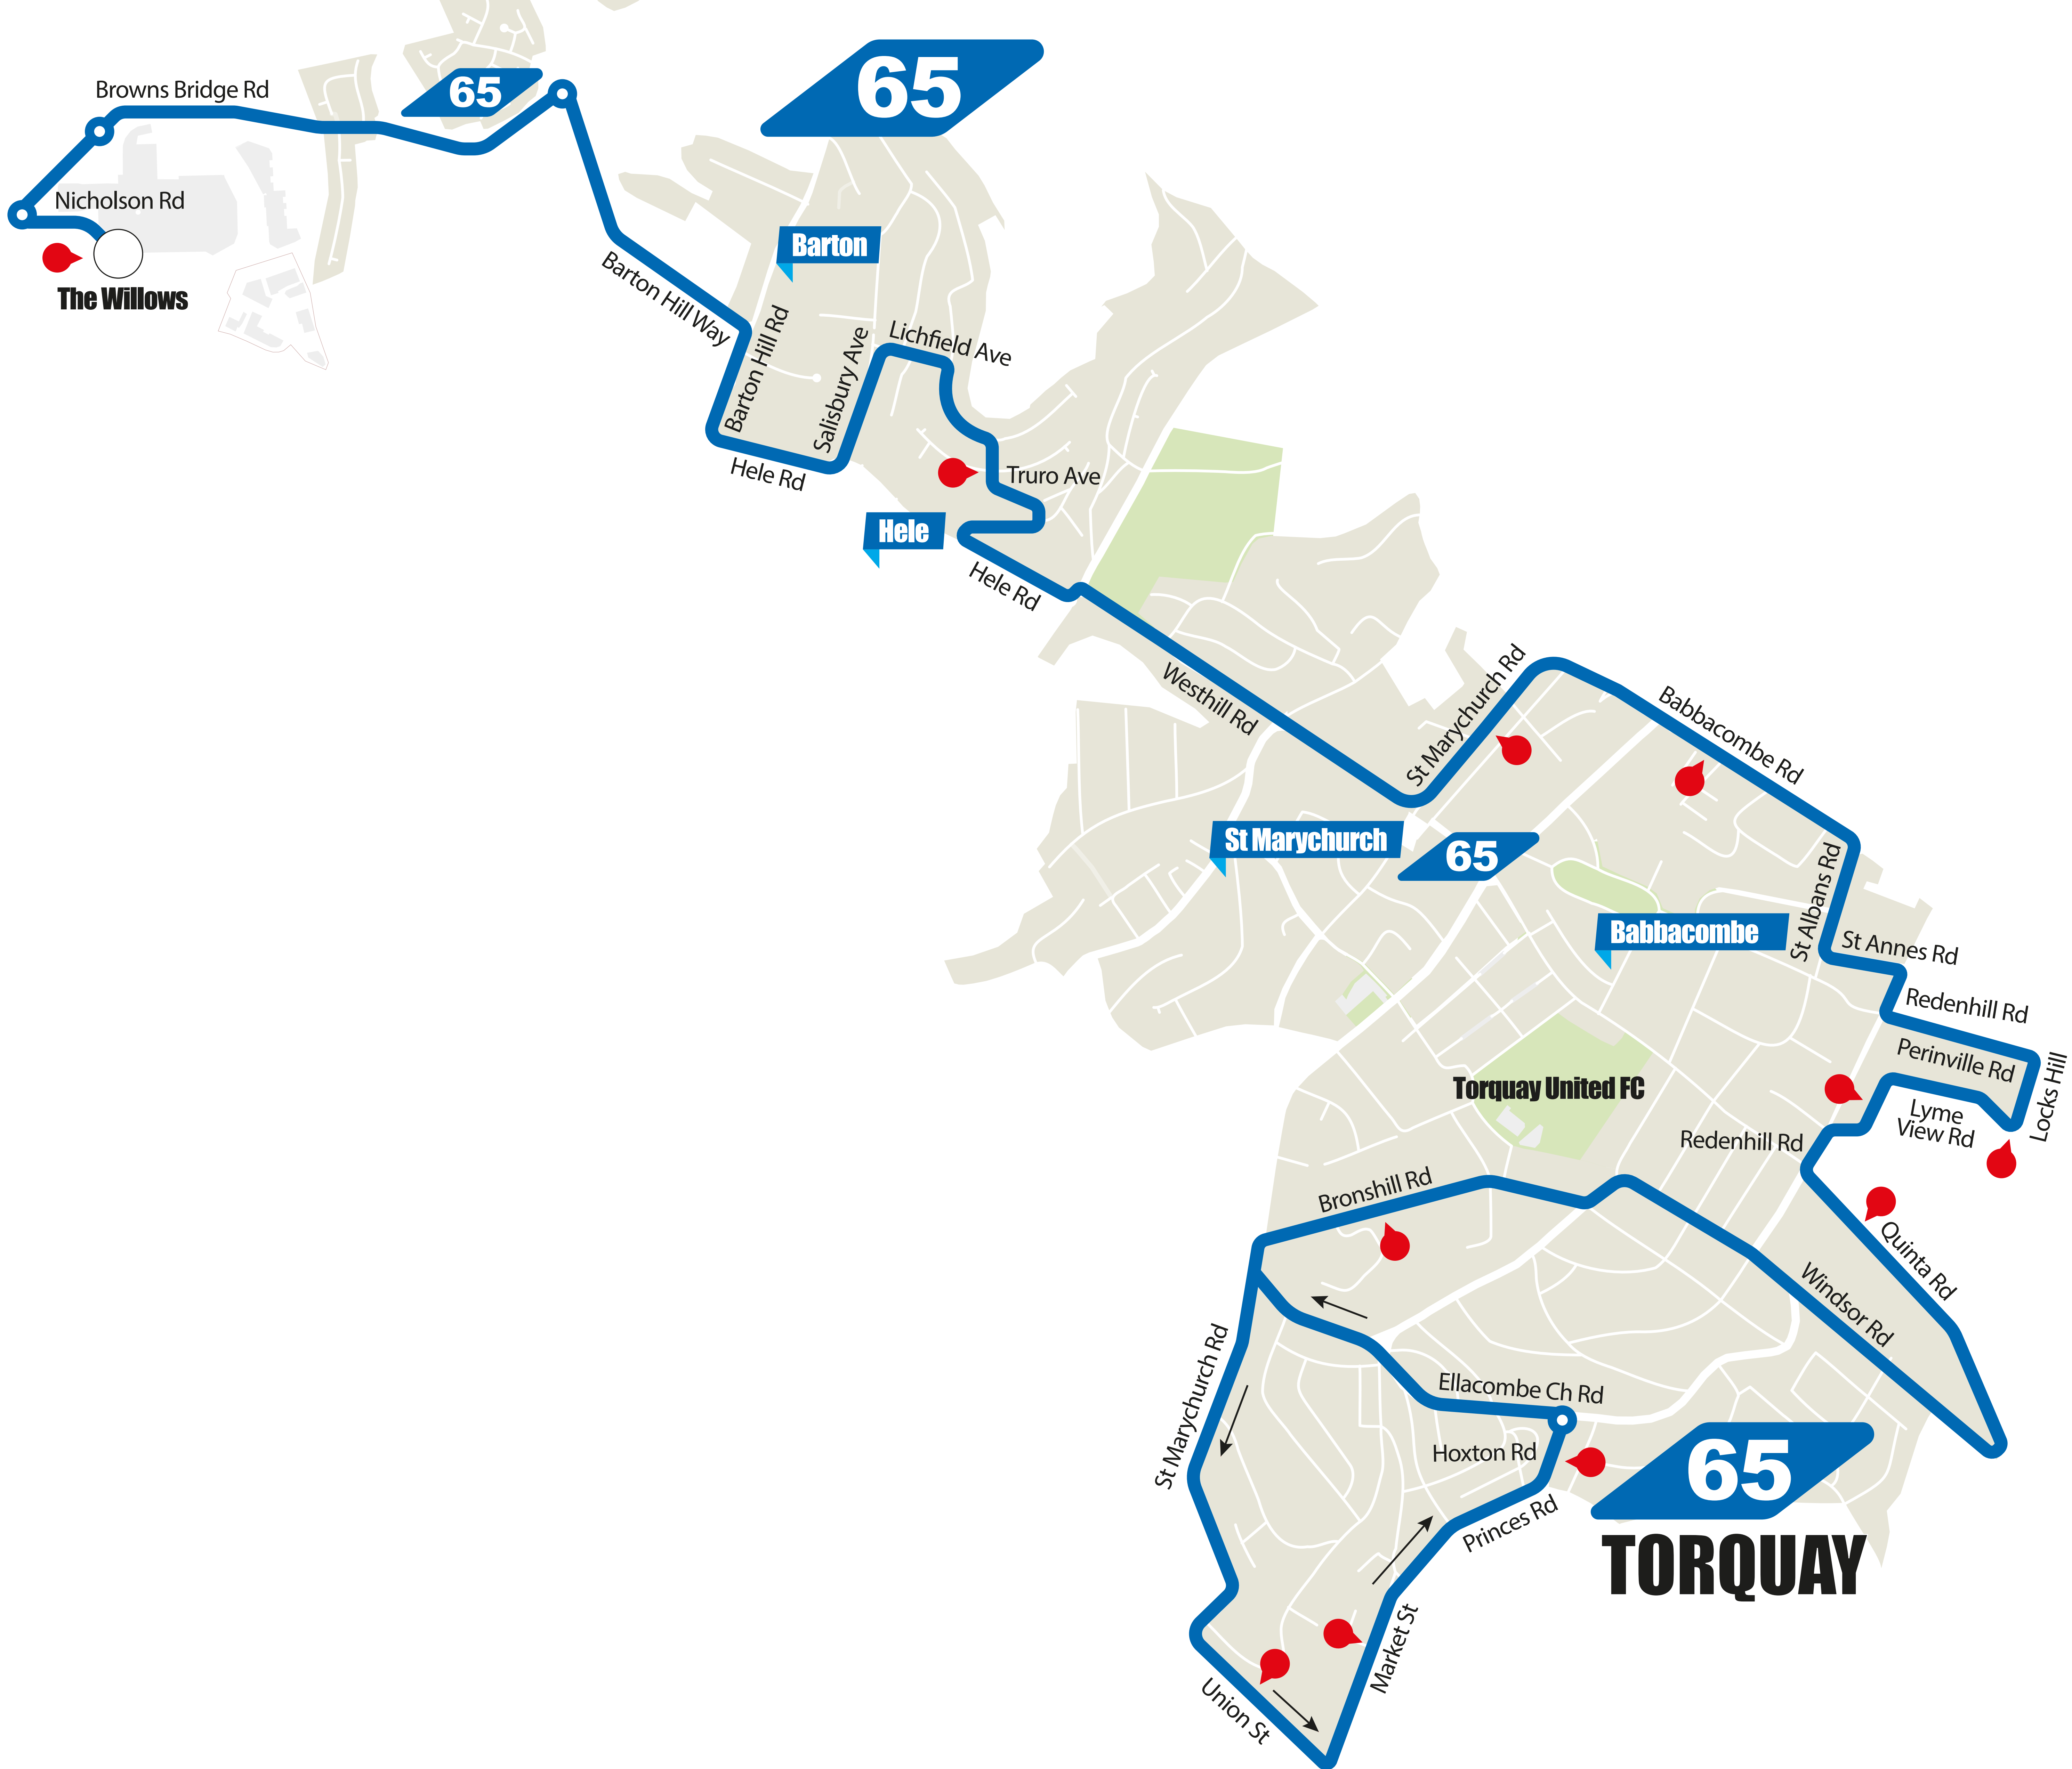 65
Browns Bridge Rd
65
Nicholson Rd
Barton
The Willows
Barton Hill Way
Barton Hill Rd
Salisbury Ave
Lichfield Ave
Hele Rd
Truro Ave
Hele
Hele Rd
Westhill Rd
St Marychurch Rd
Babbacombe Rd
St Marychurch
65
St Albans Rd
Babbacombe
St Annes Rd
Redenhill Rd
Perinville Rd
Locks Hill
Torquay United FC
Lyme
View Rd
Redenhill Rd
Bronshill Rd
Quinta Rd
Windsor Rd
St Marychurch Rd
Ellacombe Ch Rd
Hoxton Rd
65
Princes Rd
TORQUAY
Market St
Union St